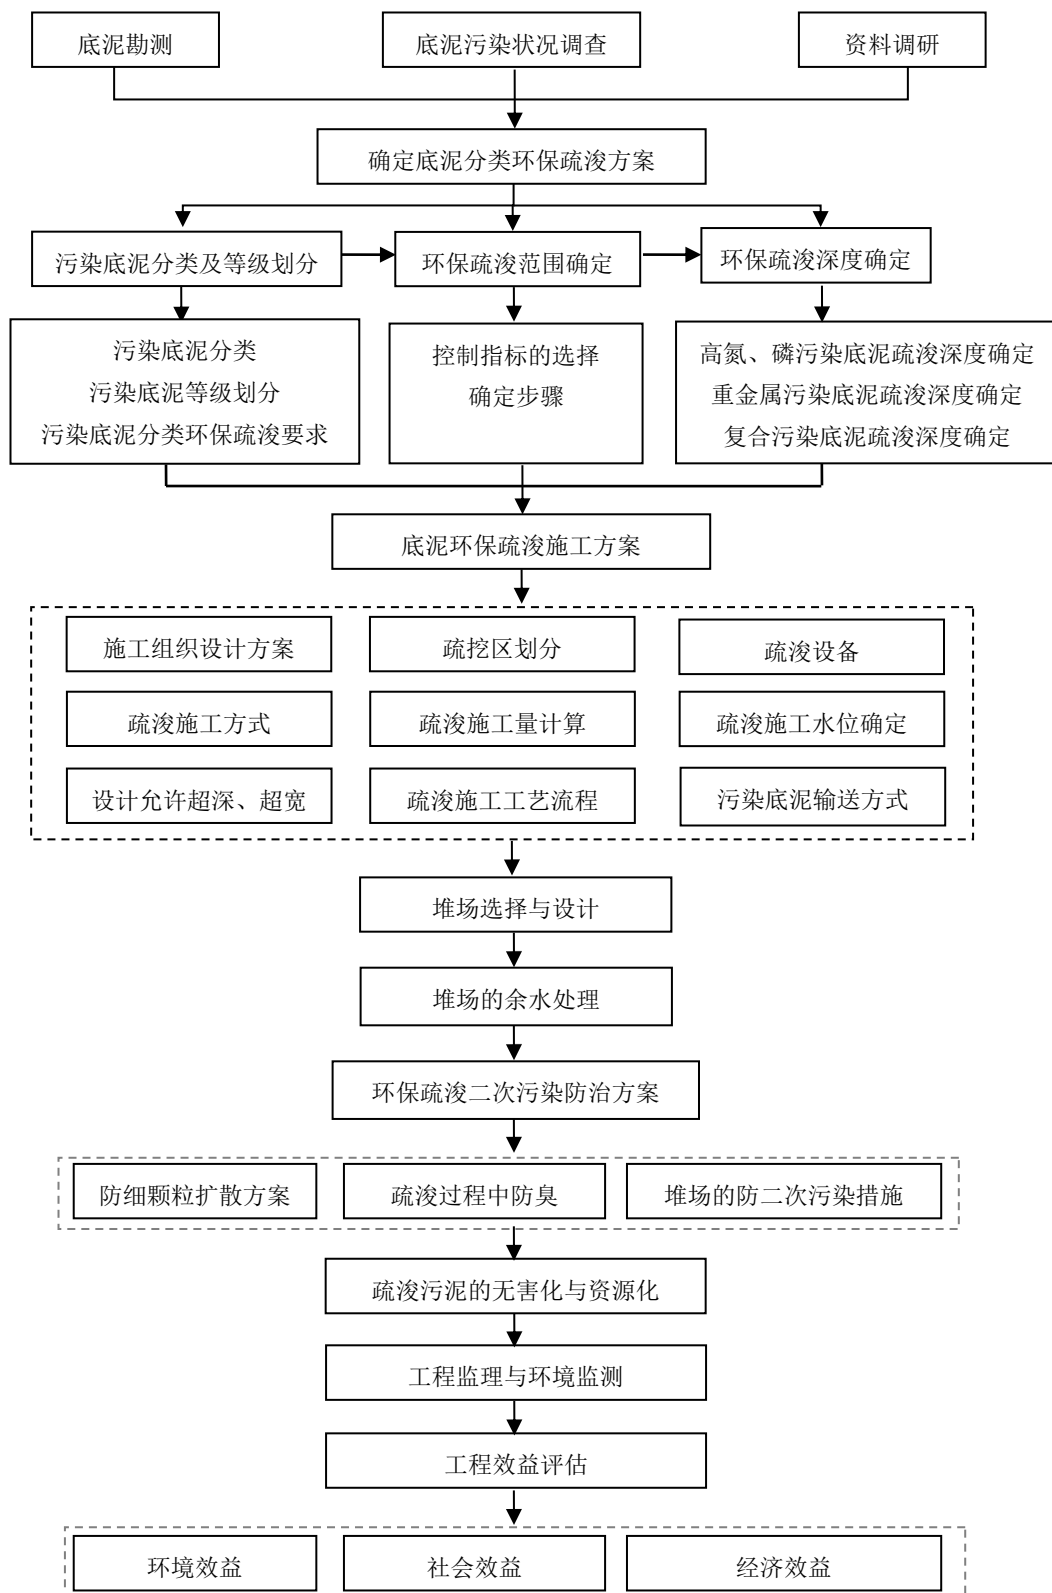 底泥勘测
底泥污染状况调查
资料调研
确定底泥分类环保疏浚方案
污染底泥分类及等级划分
环保疏浚范围确定
环保疏浚深度确定
污染底泥分类
污染底泥等级划分
污染底泥分类环保疏浚要求
控制指标的选择
确定步骤
高氮、磷污染底泥疏浚深度确定
重金属污染底泥疏浚深度确定
复合污染底泥疏浚深度确定
底泥环保疏浚施工方案
施工组织设计方案
疏挖区划分
疏浚设备
疏浚施工方式
疏浚施工量计算
疏浚施工水位确定
设计允许超深、超宽
疏浚施工工艺流程
污染底泥输送方式
堆场选择与设计
堆场的余水处理
环保疏浚二次污染防治方案
防细颗粒扩散方案
疏浚过程中防臭
堆场的防二次污染措施
疏浚污泥的无害化与资源化
工程监理与环境监测
工程效益评估
环境效益
社会效益
经济效益